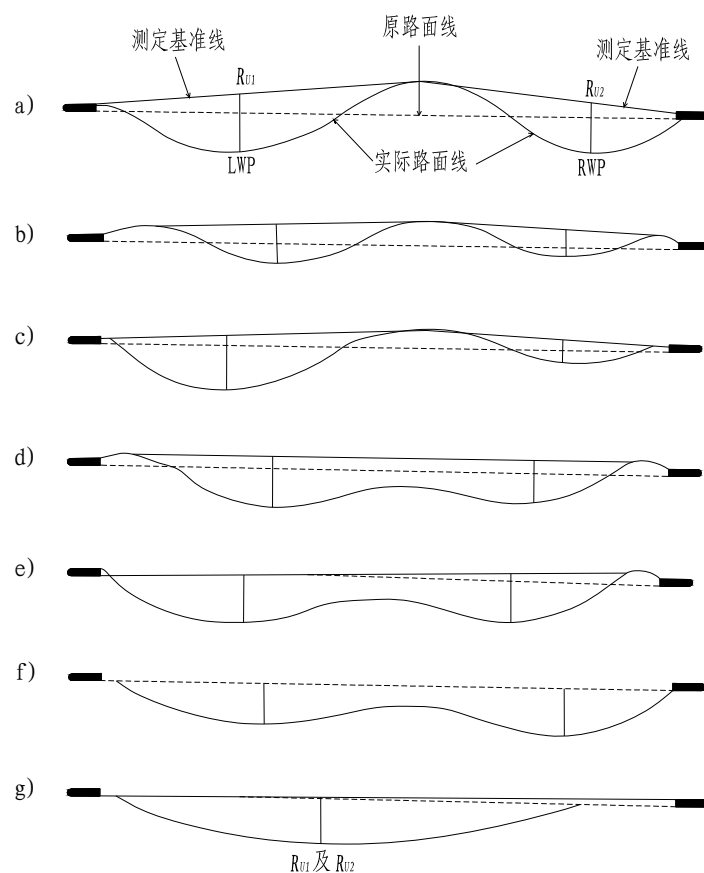 原路面线
测定基准线
测定基准线
RU1
RU2
a)
LWP
实际路面线
RWP
b)
c)
d)
e)
f)
g)
RU1及RU2